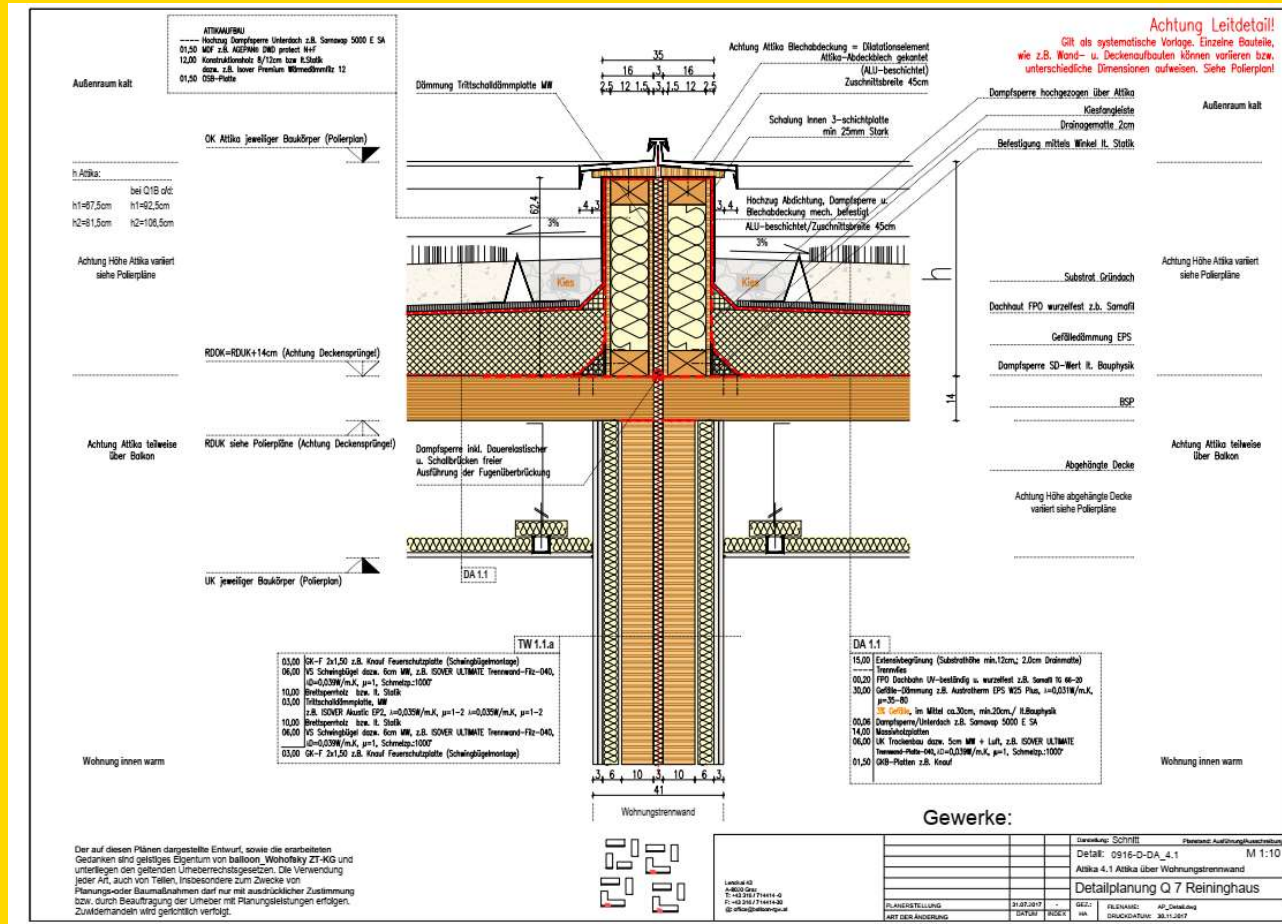 ATTIKAAUFBAU
----- Hochzug Dampfsperre Unterdach z.B. Sarnavap 5000 E SA
01,50 MDF z.B. AGEPAN® DWD protect N+F
12,00 Konstruktionsholz 8/12cm bzw lt.Statik
dazw. z.B. Isover Premium Wärmedämmfilz 12
01,50 OSB-Platte
Achtung Leitdetail!
Gilt als systematische Vorlage. Einzelne Bauteile,
wie z.B. Wand- u. Deckenaufbauten können variieren bzw.
unterschiedliche Dimensionen aufweisen. Siehe Polierplan!
Außenraum kalt
Dämmung Trittschalldämmplatte MW
35
16 3 16
2,5 12 1,5 3 1,5 12 2,5
Achtung Attika Blechabdeckung = Dilatationselement
Attika-Abdeckblech gekantet
(ALU-beschichtet)
Zuschnittsbreite 45cm
Schalung innen 3-schichtplatte
min 25mm Stark
Dampfsperre hochgezogen über Attika
Kiesfangleiste
Drainagematte 2cm
Befestigung mittels Winkel lt. Statik
Außenraum kalt
OK Attika jeweiliger Baukörper (Polierplan)
h Attika:
bei Q1B c/d:
h1=67,5cm h1=92,5cm
h2=81,5cm h2=106,5cm
62,4
4 3
3 4
Hochzug Abdichtung, Dampfsperre u.
Blechabdeckung mech. befestigt
ALU-beschichtet/Zuschnittsbreite 45cm
3%
3%
h
Achtung Höhe Attika variiert
siehe Polierpläne
Kies
Kies
Substrat Gründach
Achtung Höhe Attika variiert
siehe Polierpläne
Dachhaut FPO wurzelfest z.b. Sarnafil
Gefälledämmung EPS
RDOK=RDUK+14cm (Achtung Deckensprünge!)
Dampfsperre SD-Wert lt. Bauphysik
14
BSP
RDUK siehe Polierpläne (Achtung Deckensprünge!)
Achtung Attika teilweise
über Balkon
Dampfsperre inkl. Dauerelastischer
u. Schallbrücken freier
Ausführung der Fugenüberbrückung
Abgehängte Decke
Achtung Attika teilweise
über Balkon
Achtung Höhe abgehängte Decke
variiert siehe Polierpläne
DA 1.1
UK jeweiliger Baukörper (Polierplan)
TW 1.1.a
03,00 GK-F 2x1,50 z.B. Knauf Feuerschutzplatte (Schwingbügelmontage)
06,00 VS Schwingbügel dazw. 6cm MW, z.B. ISOVER ULTIMATE Trennwand-Filz-040,
λD=0,039W/m.K, μ=1, Schmelzp.:1000°
10,00 Brettsperrholz bzw. lt. Statik
03,00 Trittschalldämmplatte, MW
z.B. ISOVER Akustic EP2, λ=0,035W/m.K, μ=1-2 λ=0,035W/m.K, μ=1-2
10,00 Brettsperrholz bzw. lt. Statik
06,00 VS Schwingbügel dazw. 6cm MW, z.B. ISOVER ULTIMATE Trennwand-Filz-040,
λD=0,039W/m.K, μ=1, Schmelzp.:1000°
03,00 GK-F 2x1,50 z.B. Knauf Feuerschutzplatte (Schwingbügelmontage)
DA 1.1
15,00 Extensivbegrünung (Substrathöhe min.12cm,; 2.0cm Drainmatte)
----- Trennvlies
00,20 FPO Dachbahn UV-beständig u. wurzelfest z.B. Sarnafil TG 66-20
30,00 Gefälle-Dämmung z.B. Austrotherm EPS W25 Plus, λ=0,031W/m.K,
μ=35-80
3% Gefälle, im Mittel ca.30cm, min.20cm./ lt.Bauphysik
00,06 Dampfsperre/Unterdach z.B. Sarnavap 5000 E SA
14,00 Massivholzplatten
06,00 UK Trockenbau dazw. 5cm MW + Luft, z.B. ISOVER ULTIMATE
Trennwand-Platte-040, λD=0,039W/m.K, μ=1, Schmelzp.:1000°
01,50 GKB-Platten z.B. Knauf
Wohnung innen warm
Wohnung innen warm
3 6 10 3 10 6 3
41
Wohnungstrennwand
Gewerke:
Der auf diesen Plänen dargestellte Entwurf, sowie die erarbeiteten
Gedanken sind geistiges Eigentum von balloon_Wohofsky ZT-KG und
unterliegen den geltenden Urheberrechtsgesetzen. Die Verwendung
jeder Art, auch von Teilen, insbesondere zum Zwecke von
Planungs-oder Baumaßnahmen darf nur mit ausdrücklicher Zustimmung
bzw. durch Beauftragung der Urheber mit Planungsleistungen erfolgen.
Zuwiderhandeln wird gerichtlich verfolgt.
A-8020 Graz
Darstellung: Schnitt Planstand: Ausführung/Ausschreibung
Detail: 0916-D-DA_4.1 M 1:10
Attika 4.1 Attika über Wohnungstrennwand
Detailplanung Q 7 Reininghaus
PLANERSTELLUNG 31.07.2017 - GEZ.: FILENAME: AP_Detail.dwg
ART DER ÄNDERUNG DATUM INDEX HA DRUCKDATUM: 30.11.2017